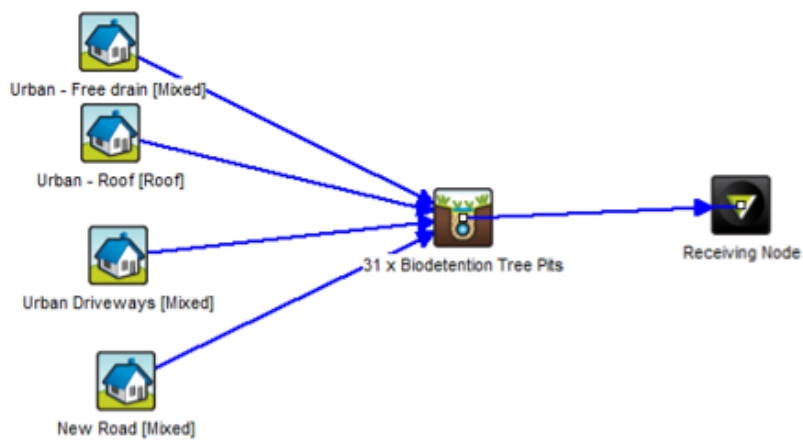 Urban - Free drain [Mixed]
Urban - Roof [Roof]
31 x Biodetention Tree Pits
Receiving Node
Urban Driveways [Mixed]
New Road [Mixed]